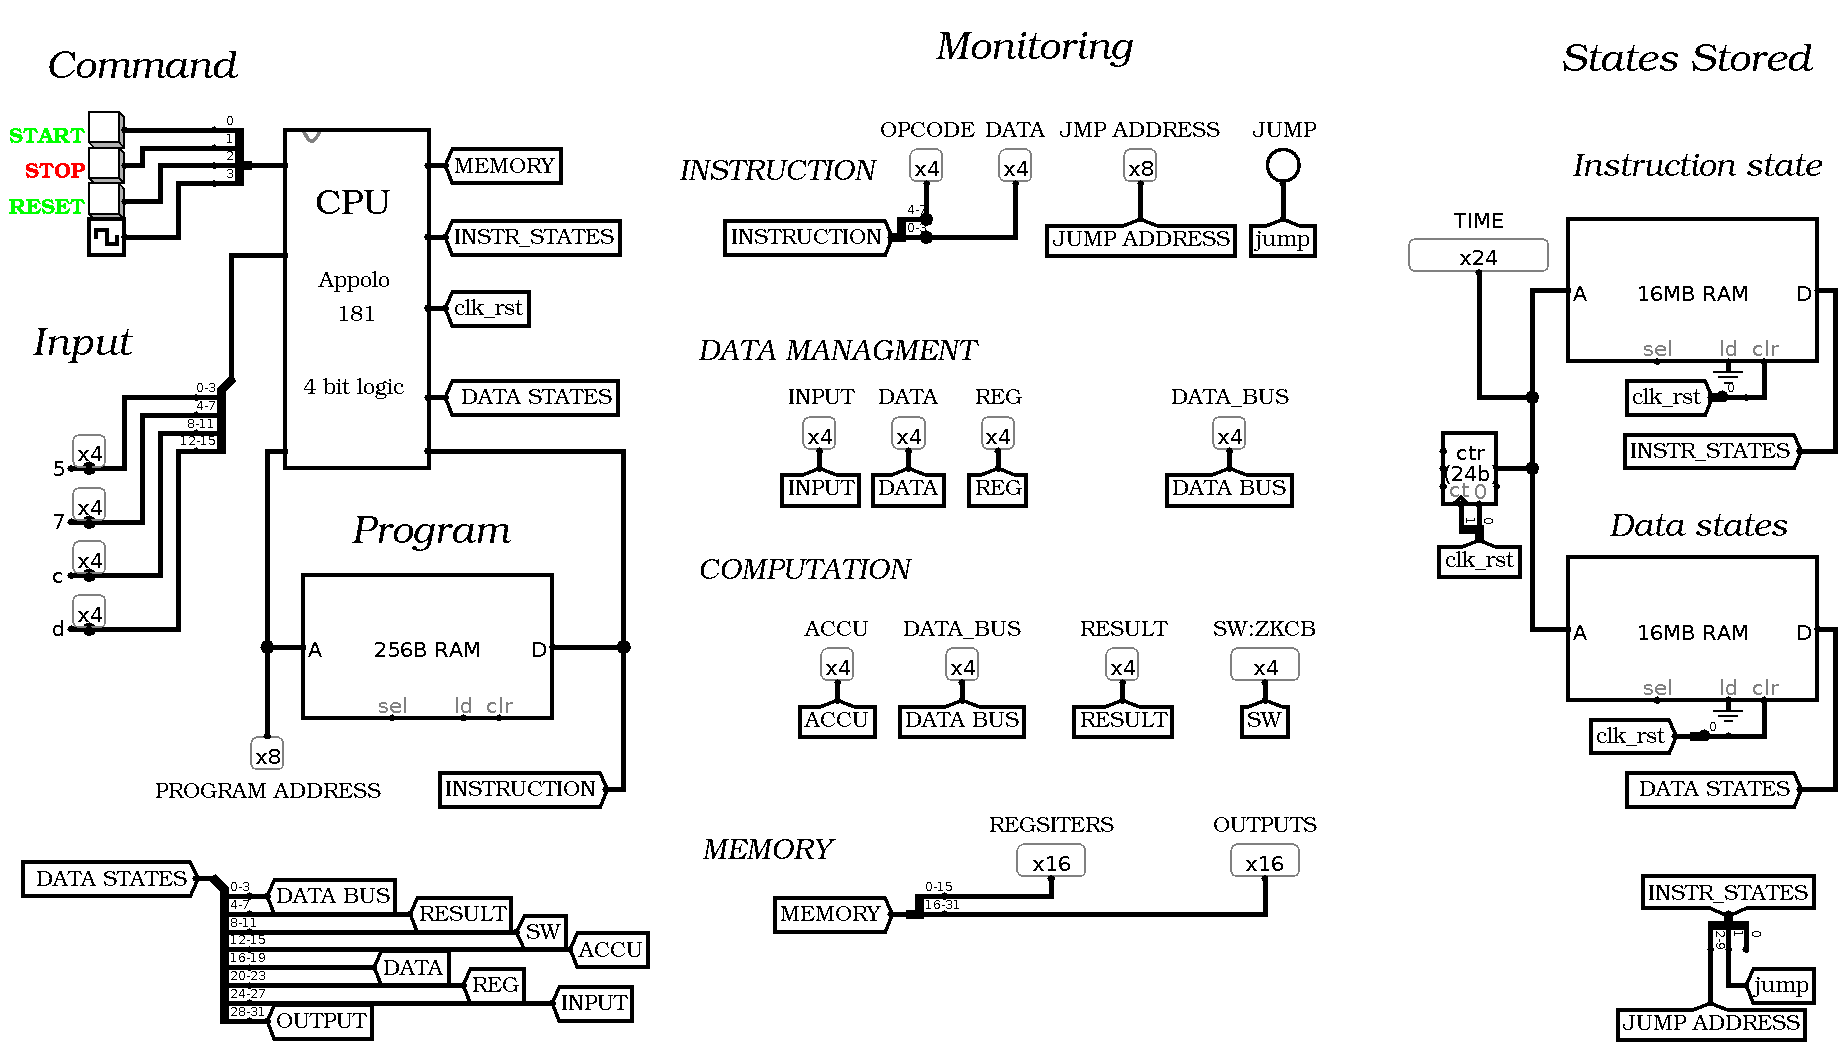 Command
Monitoring
States Stored
START
STOP
RESET
0
1
2
3
CPU
Appolo
181
4 bit logic
MEMORY
INSTR_STATES
clk_rst
DATA STATES
Input
0-3
4-7
8-11
12-15
x4
5
x4
7
x4
c
x4
d
Program
A
256B RAM
D
sel
ld
clr
x8
PROGRAM ADDRESS
INSTRUCTION
DATA STATES
0-3
DATA BUS
4-7
RESULT
8-11
SW
12-15
ACCU
16-19
DATA
20-23
REG
24-27
INPUT
28-31
OUTPUT
INSTRUCTION
OPCODE
DATA
JMP ADDRESS
JUMP
x4
x4
x8
4-7
0-3
INSTRUCTION
JUMP ADDRESS
jump
DATA MANAGMENT
INPUT
DATA
REG
DATA_BUS
x4
x4
x4
x4
INPUT
DATA
REG
DATA BUS
COMPUTATION
ACCU
DATA_BUS
RESULT
SW:ZKCB
x4
x4
x4
x4
ACCU
DATA BUS
RESULT
SW
MEMORY
REGSITERS
OUTPUTS
x16
x16
MEMORY
0-15
16-31
Instruction state
TIME
x24
A
16MB RAM
D
sel
ld
clr
0
clk_rst
INSTR_STATES
ctr
(24b)
ct
0
1
0
clk_rst
Data states
A
16MB RAM
D
sel
ld
clr
0
clk_rst
DATA STATES
INSTR_STATES
2-9
1
0
jump
JUMP ADDRESS